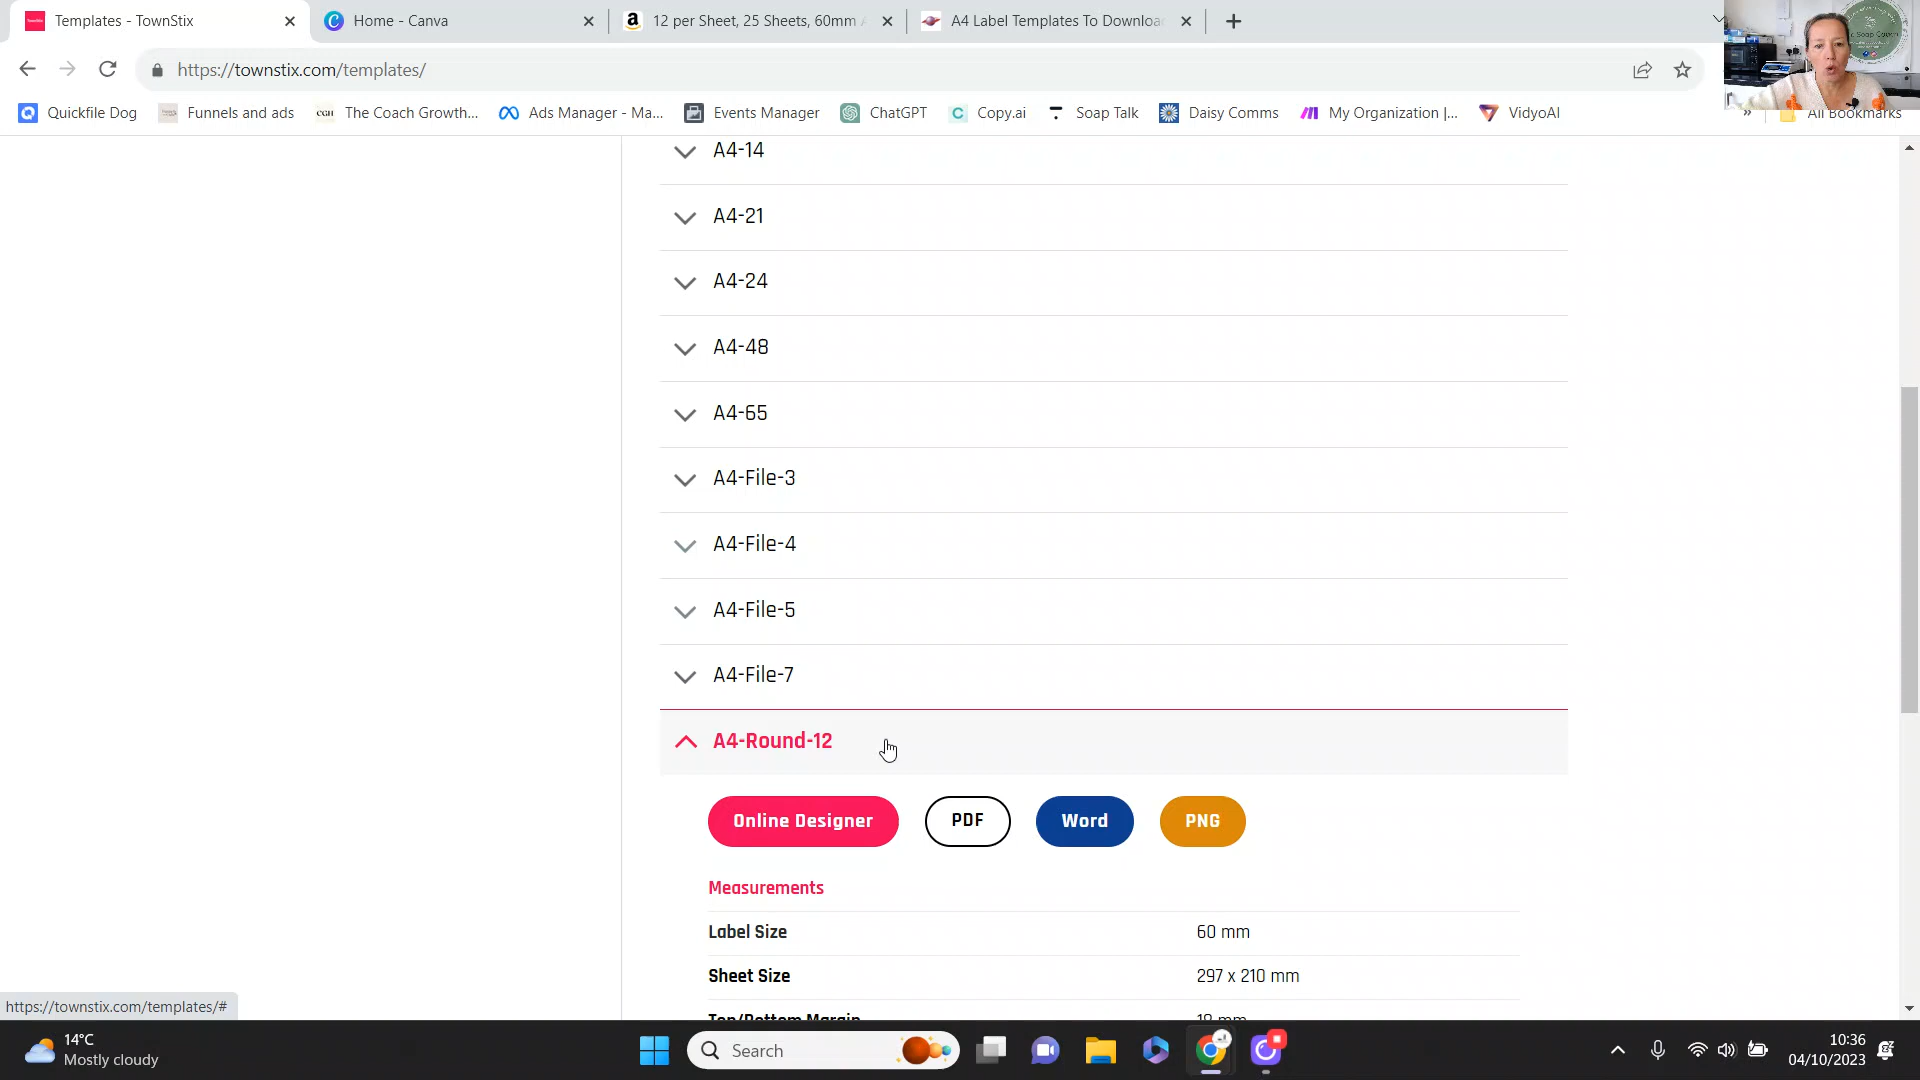 Templates - TownStix
Home - Canva
12 per Sheet, 25 Sheets, 60mm
A4 Label Templates To Downloa
https://townstix.com/templates/
Quickfile Dog
Funnels and ads
CGH The Coach Growth...
Ads Manager - Ma...
Events Manager
ChatGPT
C Copy.ai
Soap Talk
Daisy Comms
My Organization |...
VidyoAI
»
All Bookmarks
A4-14
A4-21
A4-24
A4-48
A4-65
A4-File-3
A4-File-4
A4-File-5
A4-File-7
A4-Round-12
Online Designer
PDF
Word
PNG
Measurements
Label Size 60 mm
Sheet Size 297 x 210 mm
Top/Bottom Margin
https://townstix.com/templates/#
14°C
Mostly cloudy
Search
10:36
04/10/2023